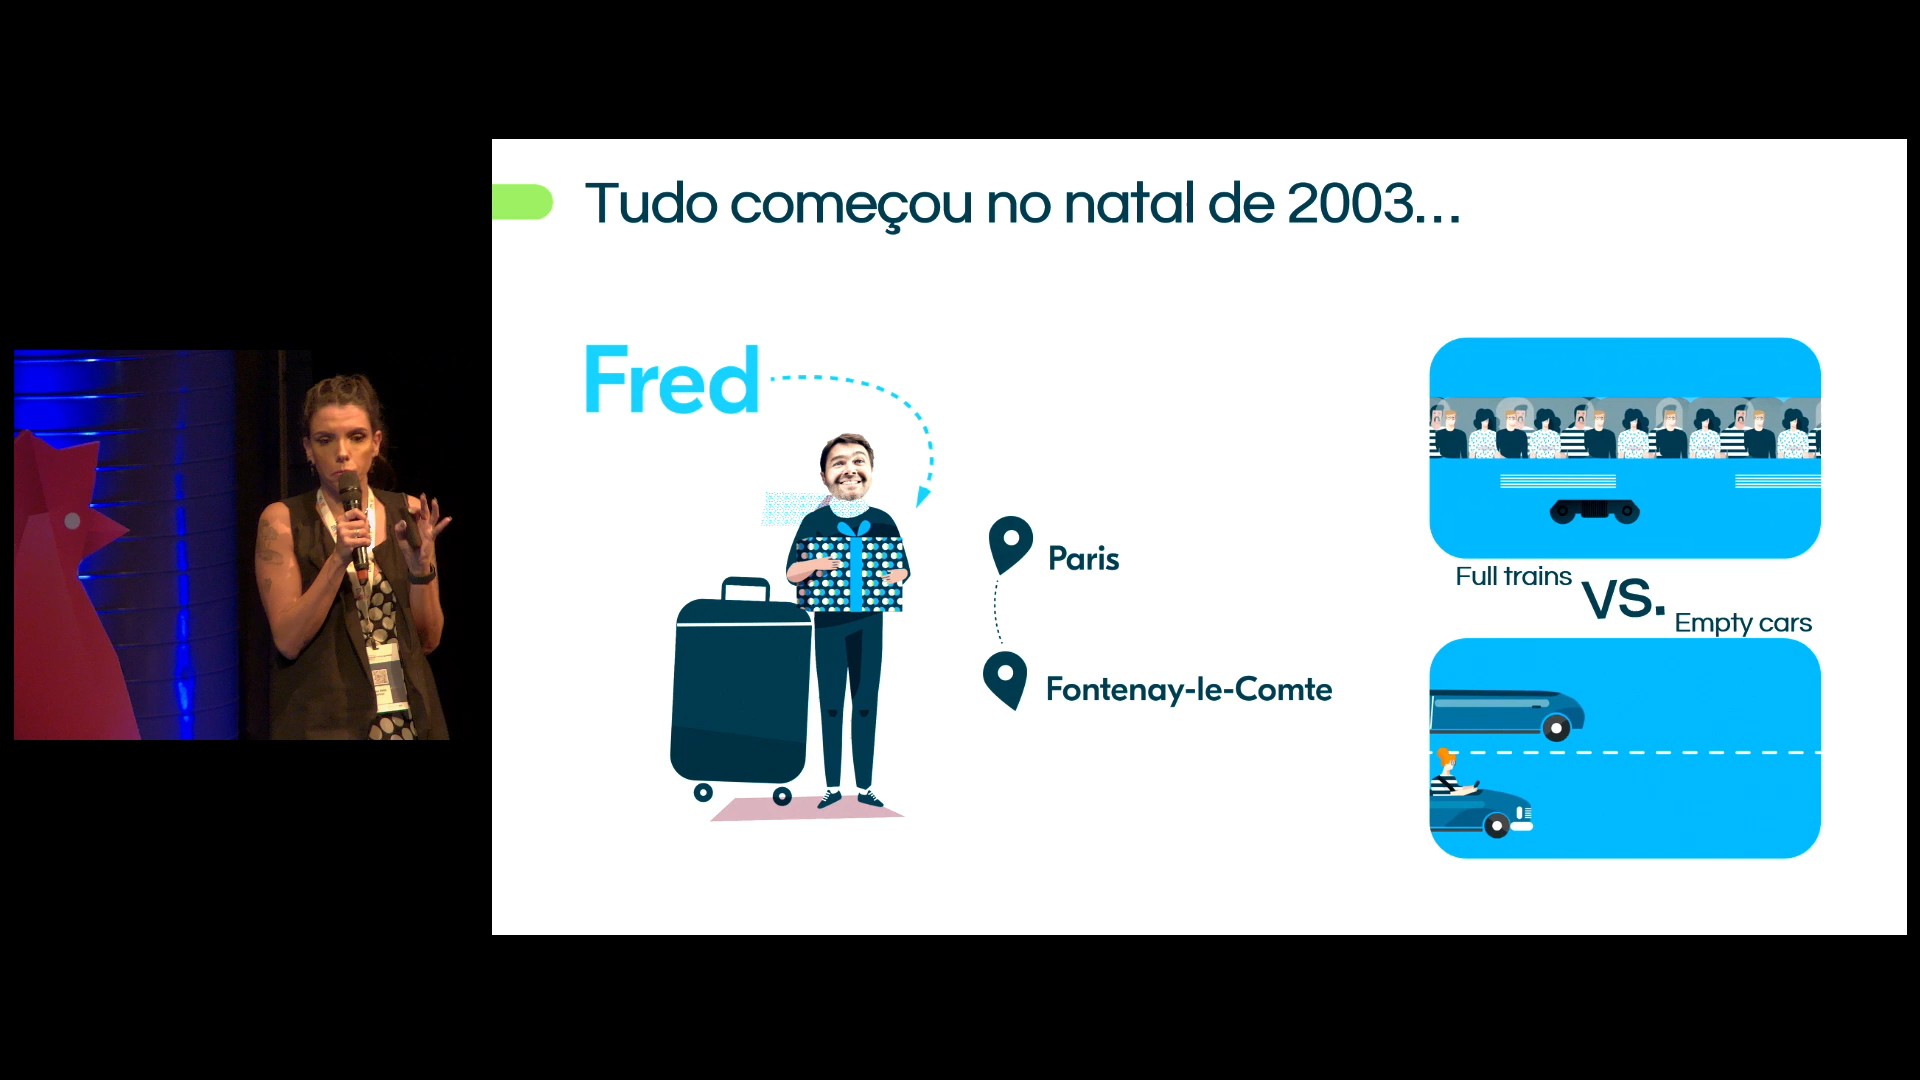 Tudo começou no natal de 2003...
Fred
Paris
Fontenay-le-Comte
Full trains
VS.
Empty cars